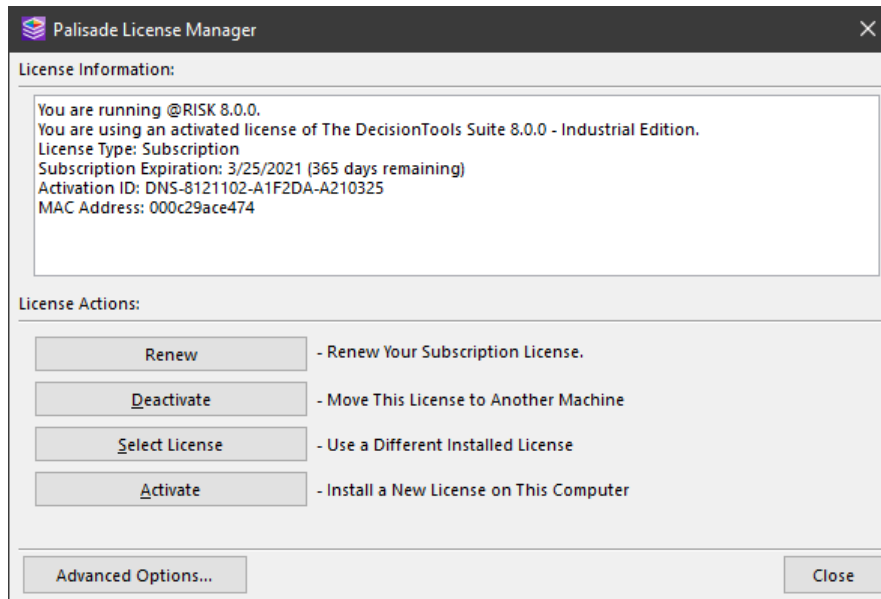 Palisade License Manager
License Information:
You are running @RISK 8.0.0.
You are using an activated license of The DecisionTools Suite 8.0.0 - Industrial Edition.
License Type: Subscription
Subscription Expiration: 3/25/2021 (365 days remaining)
Activation ID: DNS-8121102-A1F2DA-A210325
MAC Address: 000c29ace474
License Actions:
Renew - Renew Your Subscription License.
Deactivate - Move This License to Another Machine
Select License - Use a Different Installed License
Activate - Install a New License on This Computer
Advanced Options... Close